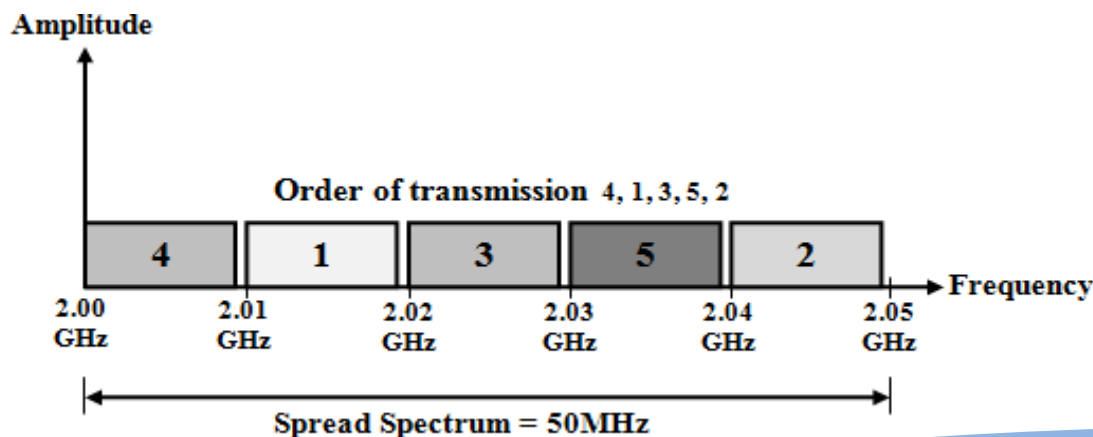 Amplitude
Order of transmission 4, 1, 3, 5, 2
4 1 3 5 2
Frequency
2.00 2.01 2.02 2.03 2.04 2.05
GHz GHz GHz GHz GHz GHz
Spread Spectrum = 50MHz